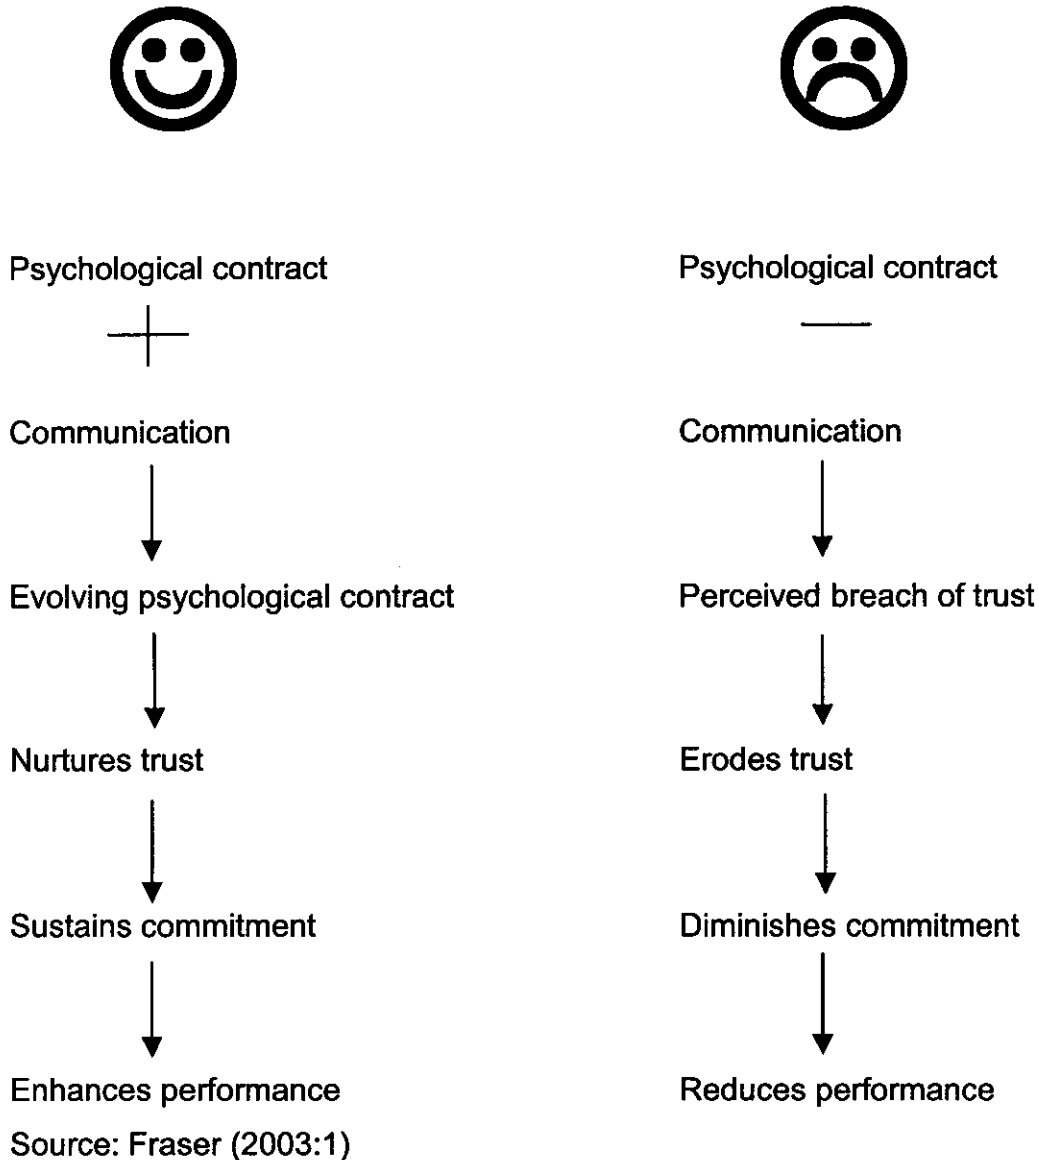 Psychological contract
Communication
Evolving psychological contract
Nurtures trust
Sustains commitment
Enhances performance
Source: Fraser (2003:1)
Psychological contract
Communication
Perceived breach of trust
Erodes trust
Diminishes commitment
Reduces performance